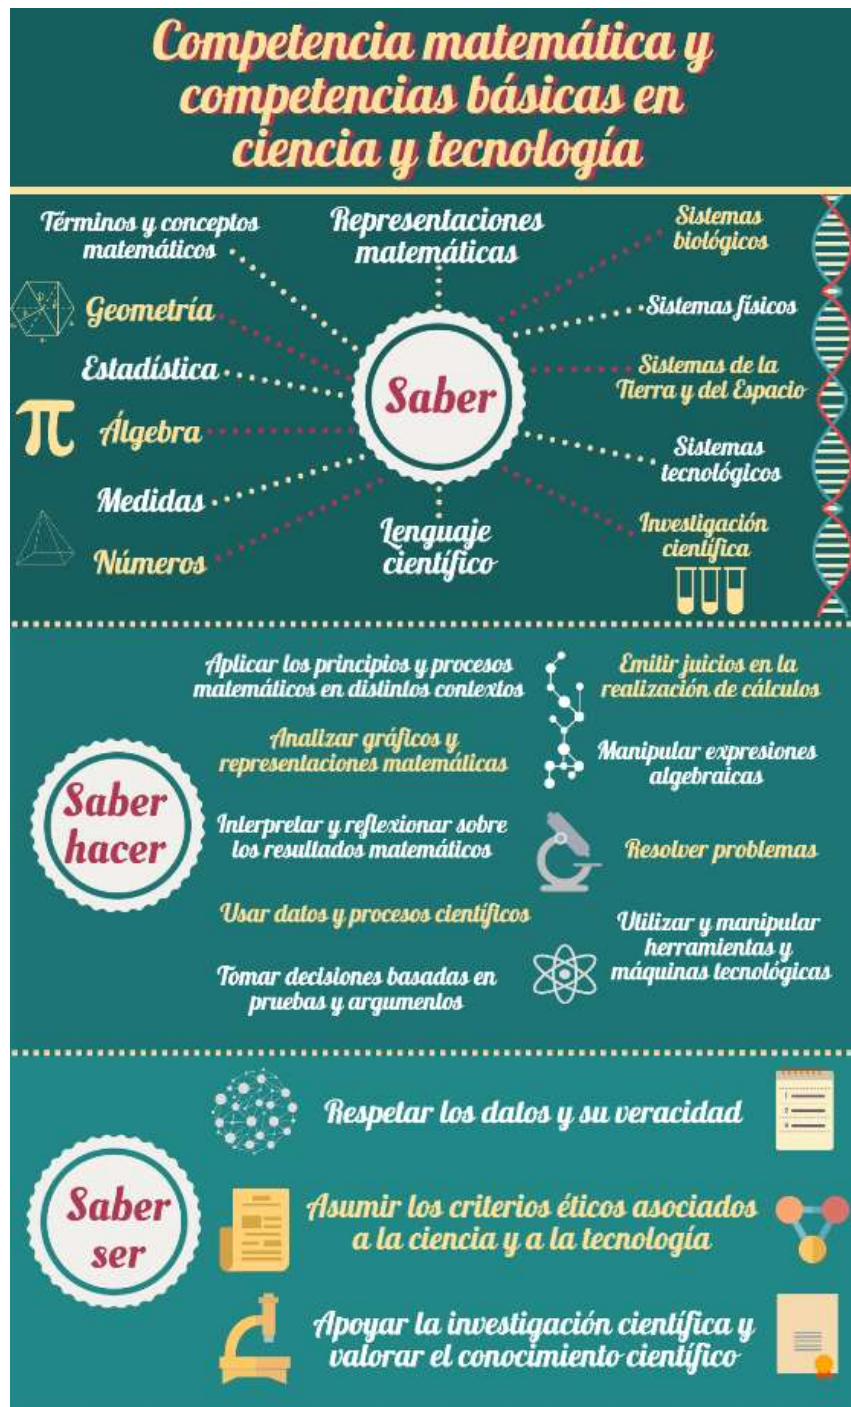 Competencia matemática y
competencias básicas en
ciencia y tecnología
Términos y conceptos
matemáticos
Geometría
Estadística
π
Álgebra
Medidas
Números
Representaciones
matemáticas
Saber
Lenguaje
científico
Sistemas
biológicos
Sistemas físicos
Sistemas de la
Tierra y del Espacio
Sistemas
tecnológicos
Investigación
científica
Saber
hacer
Aplicar los principios y procesos
matemáticos en distintos contextos
Analizar gráficos y
representaciones matemáticas
Interpretar y reflexionar sobre
los resultados matemáticos
Usar datos y procesos científicos
Tomar decisiones basadas en
pruebas y argumentos
Emitir juicios en la
realización de cálculos
Manipular expresiones
algebraicas
Resolver problemas
Utilizar y manipular
herramientas y
máquinas tecnológicas
Saber
ser
Respetar los datos y su veracidad
Asumir los criterios éticos asociados
a la ciencia y a la tecnología
Apoyar la investigación científica y
valorar el conocimiento científico